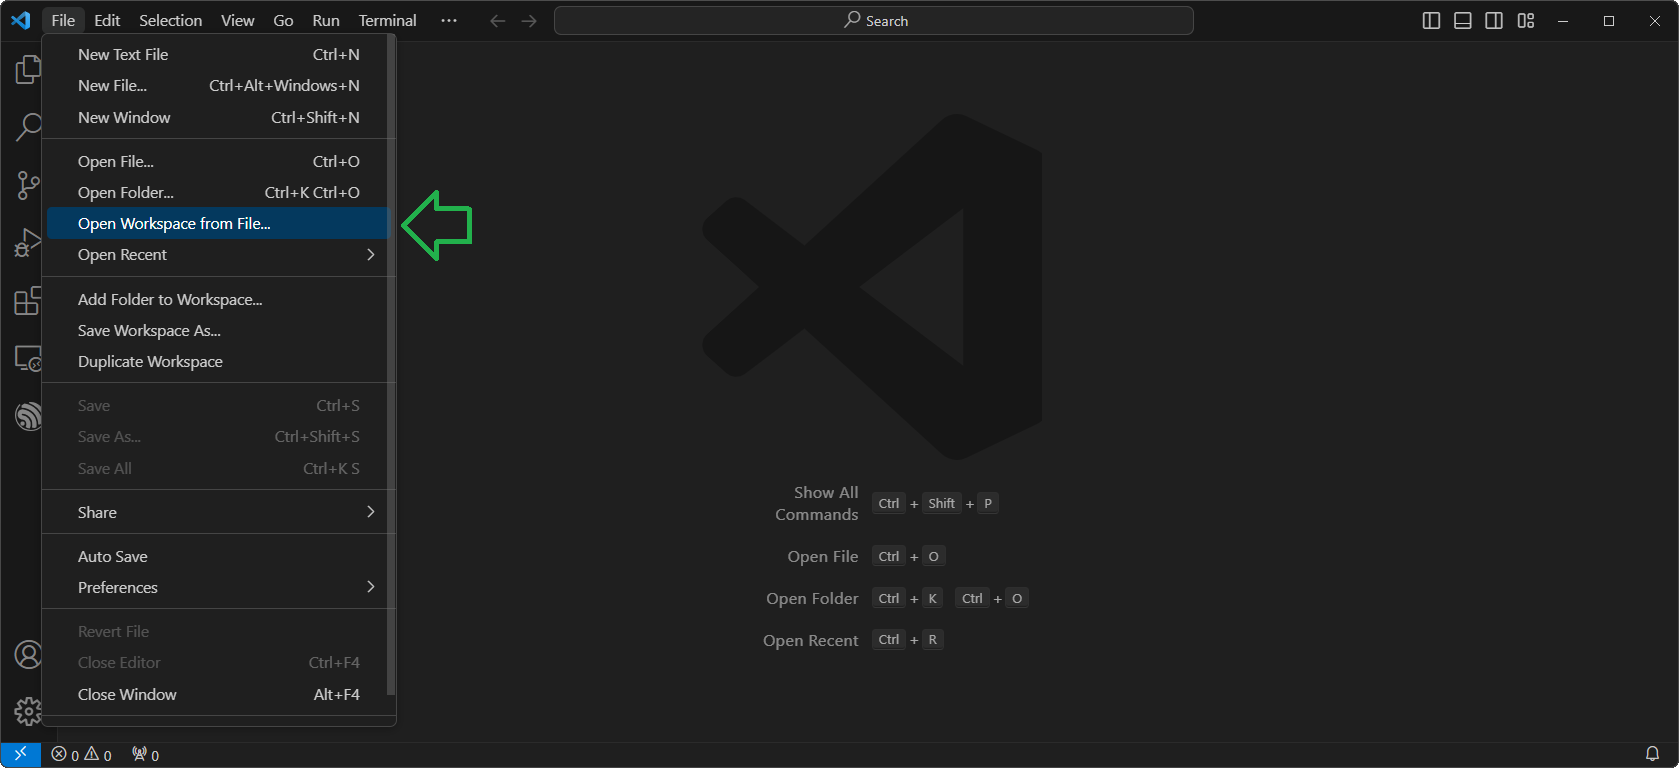 File Edit Selection View Go Run Terminal ··· Search
New Text File Ctrl+N
New File... Ctrl+Alt+Windows+N
New Window Ctrl+Shift+N
Open File... Ctrl+O
Open Folder... Ctrl+K Ctrl+O
Open Workspace from File...
Open Recent
Add Folder to Workspace...
Save Workspace As...
Duplicate Workspace
Save Ctrl+S
Save As... Ctrl+Shift+S
Save All Ctrl+K S
Share
Auto Save
Preferences
Revert File
Close Editor Ctrl+F4
Close Window Alt+F4
Show All
Commands Ctrl + Shift + P
Open File Ctrl + O
Open Folder Ctrl + K Ctrl + O
Open Recent Ctrl + R
0 0 0